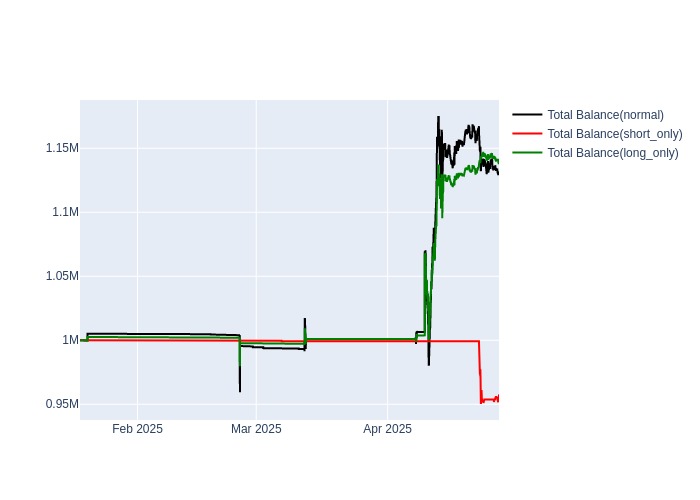 Total Balance(normal)
Total Balance(short_only)
Total Balance(long_only)
1.15M
1.1M
1.05M
1M
0.95M
Feb 2025
Mar 2025
Apr 2025